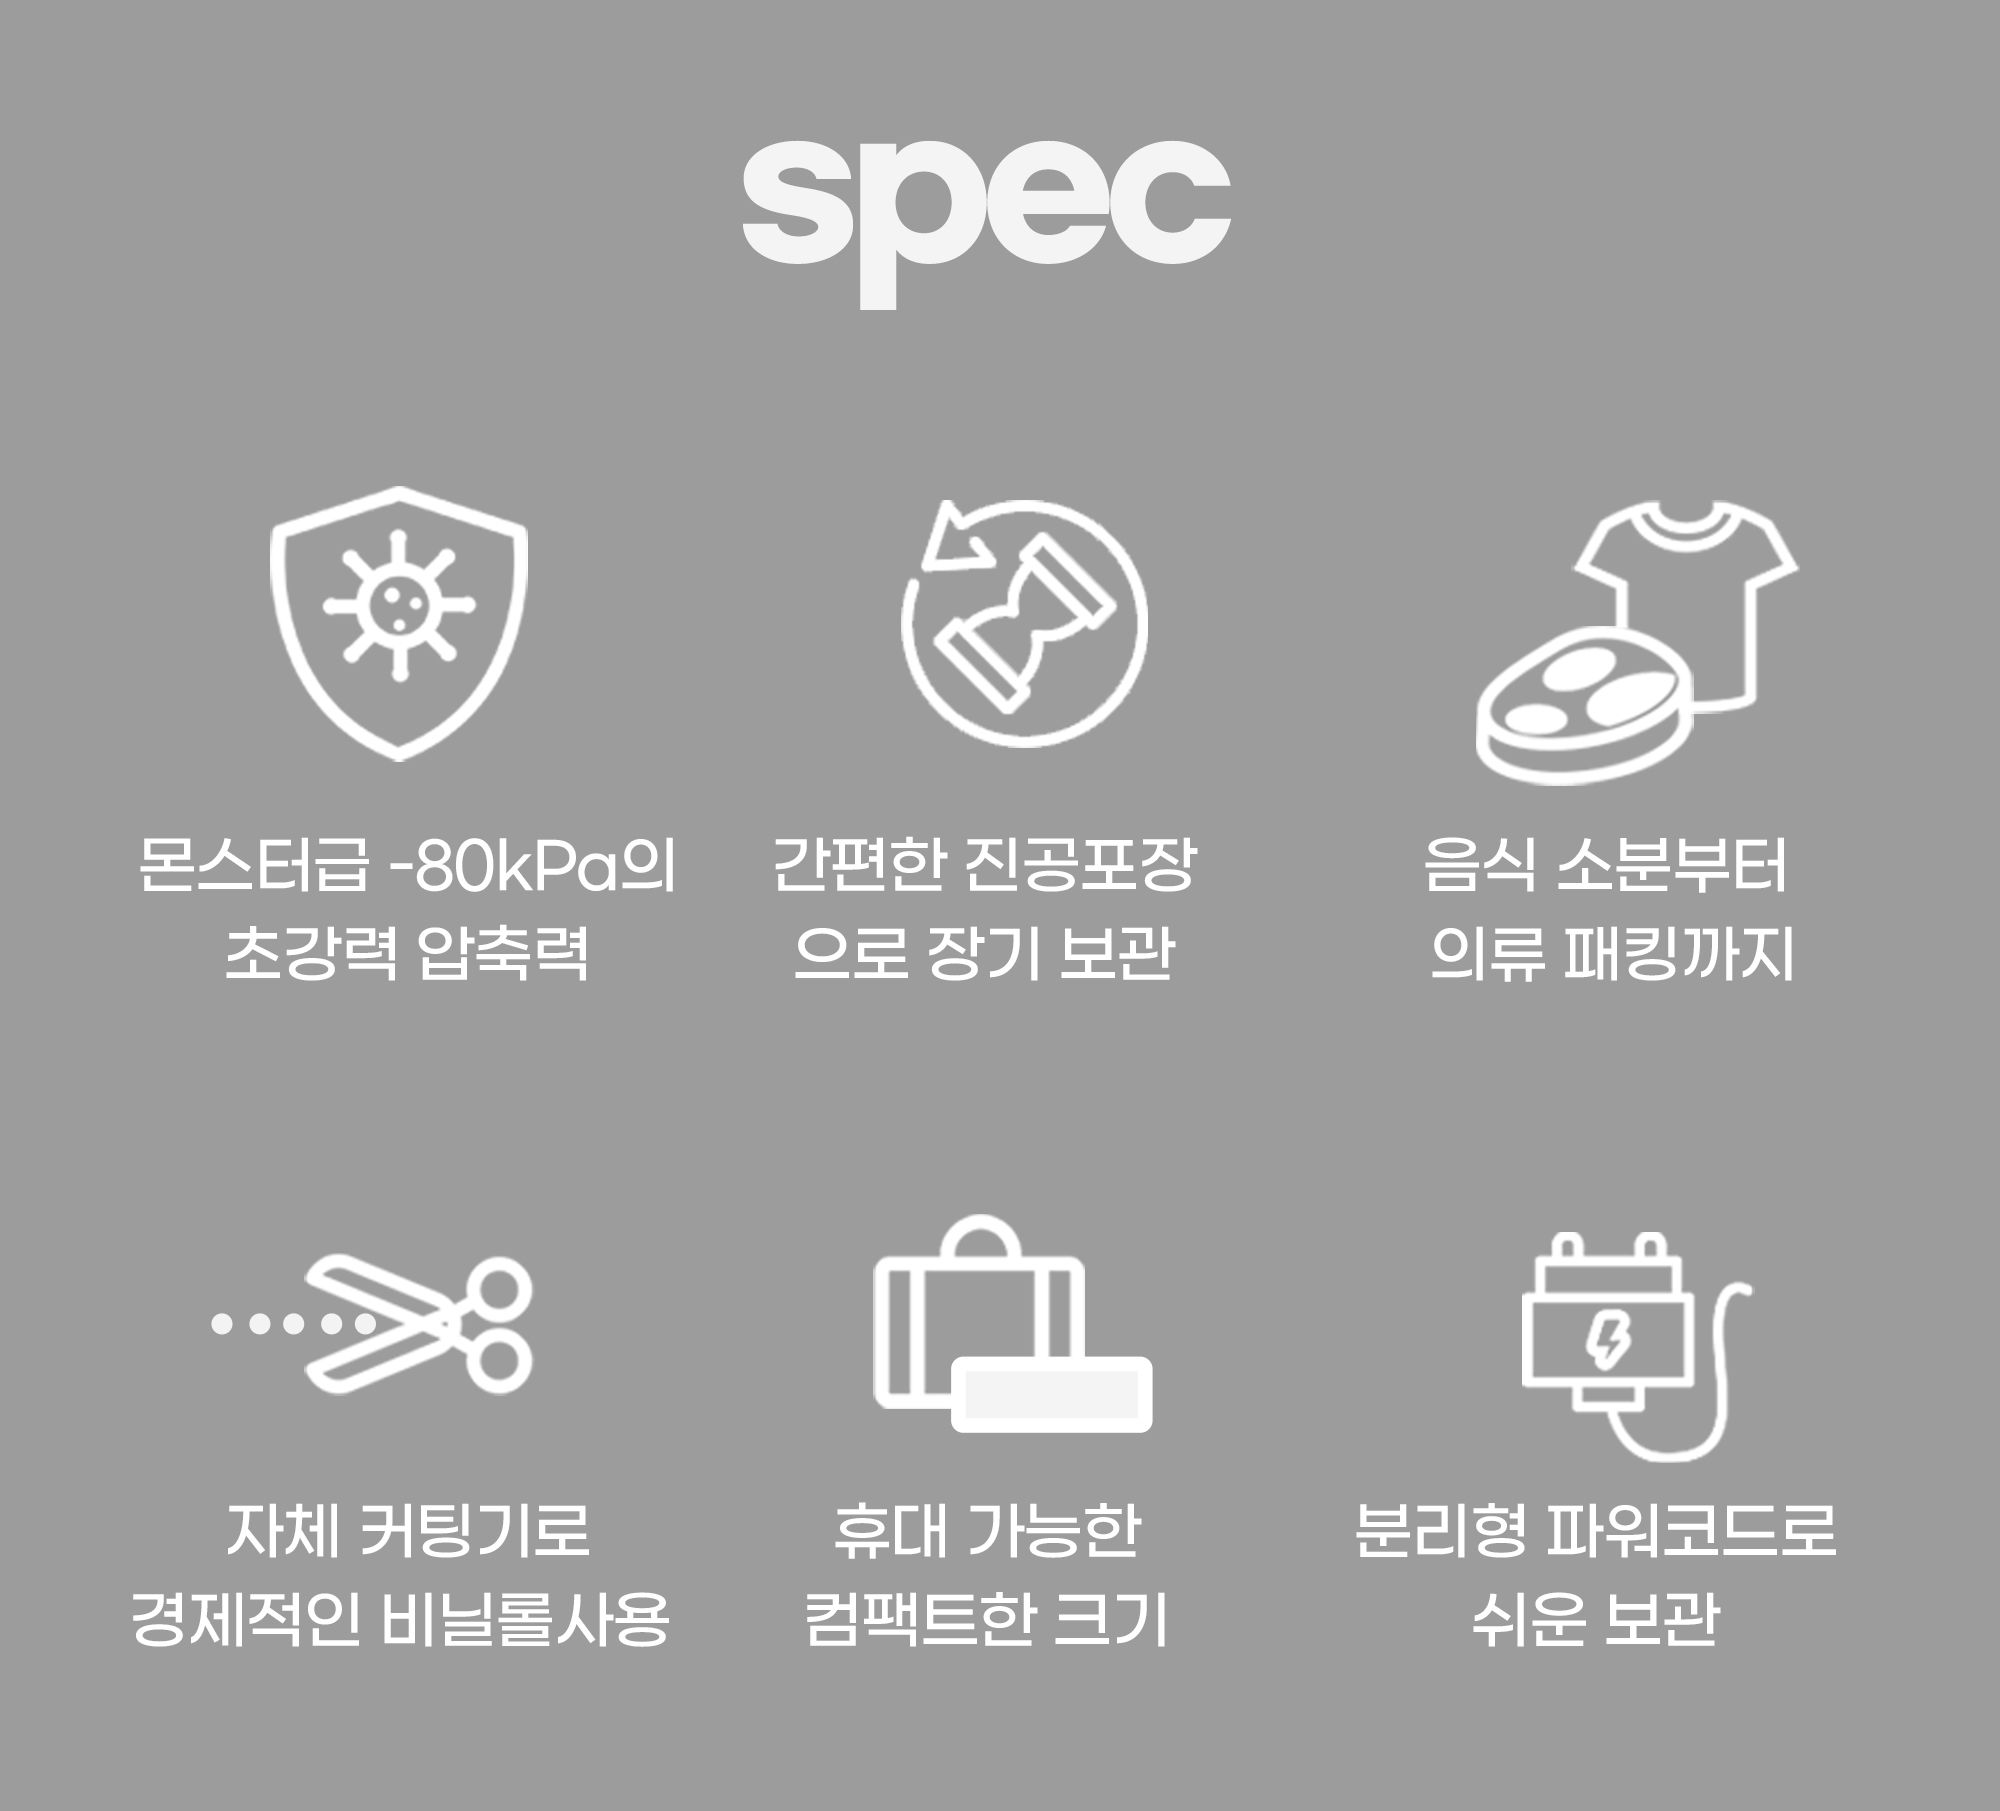 spec
몬스터급 -80kPa의
초강력 압축력
간편한 진공포장
으로 장기 보관
음식 소분부터
의류 패킹까지
자체 커팅기로
경제적인 비닐롤사용
휴대 가능한
컴팩트한 크기
분리형 파워코드로
쉬운 보관